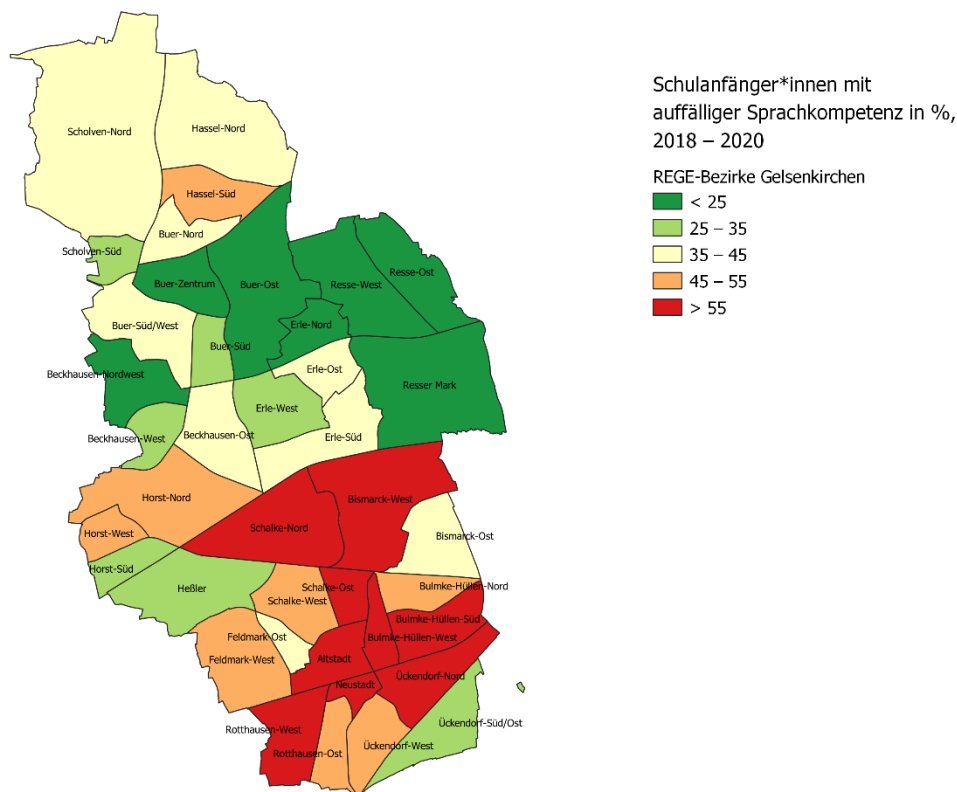 Schulanfänger*innen mit
auffälliger Sprachkompetenz in %,
2018 – 2020
REGE-Bezirke Gelsenkirchen
< 25
25 – 35
35 – 45
45 – 55
> 55
Scholven-Nord
Hassel-Nord
Hassel-Süd
Buer-Nord
Scholven-Süd
Resse-Ost
Buer-Zentrum
Buer-Ost
Resse-West
Buer-Süd/West
Erle-Nord
Buer-Süd
Erle-Ost
Beckhausen-Nordwest
Resser Mark
Erle-West
Beckhausen-West
Beckhausen-Ost
Erle-Süd
Horst-Nord
Bismarck-West
Schalke-Nord
Horst-West
Bismarck-Ost
Horst-Süd
Heßler
Schalke-Ost
Bulmke-Hüllen-Nord
Schalke-West
Bulmke-Hüllen-Süd
Feldmark-Ost
Bulmke-Hüllen-West
Feldmark-West
Altstadt
Ückendorf-Nord
Neustadt
Ückendorf-Süd/Ost
Rotthausen-West
Ückendorf-West
Rotthausen-Ost